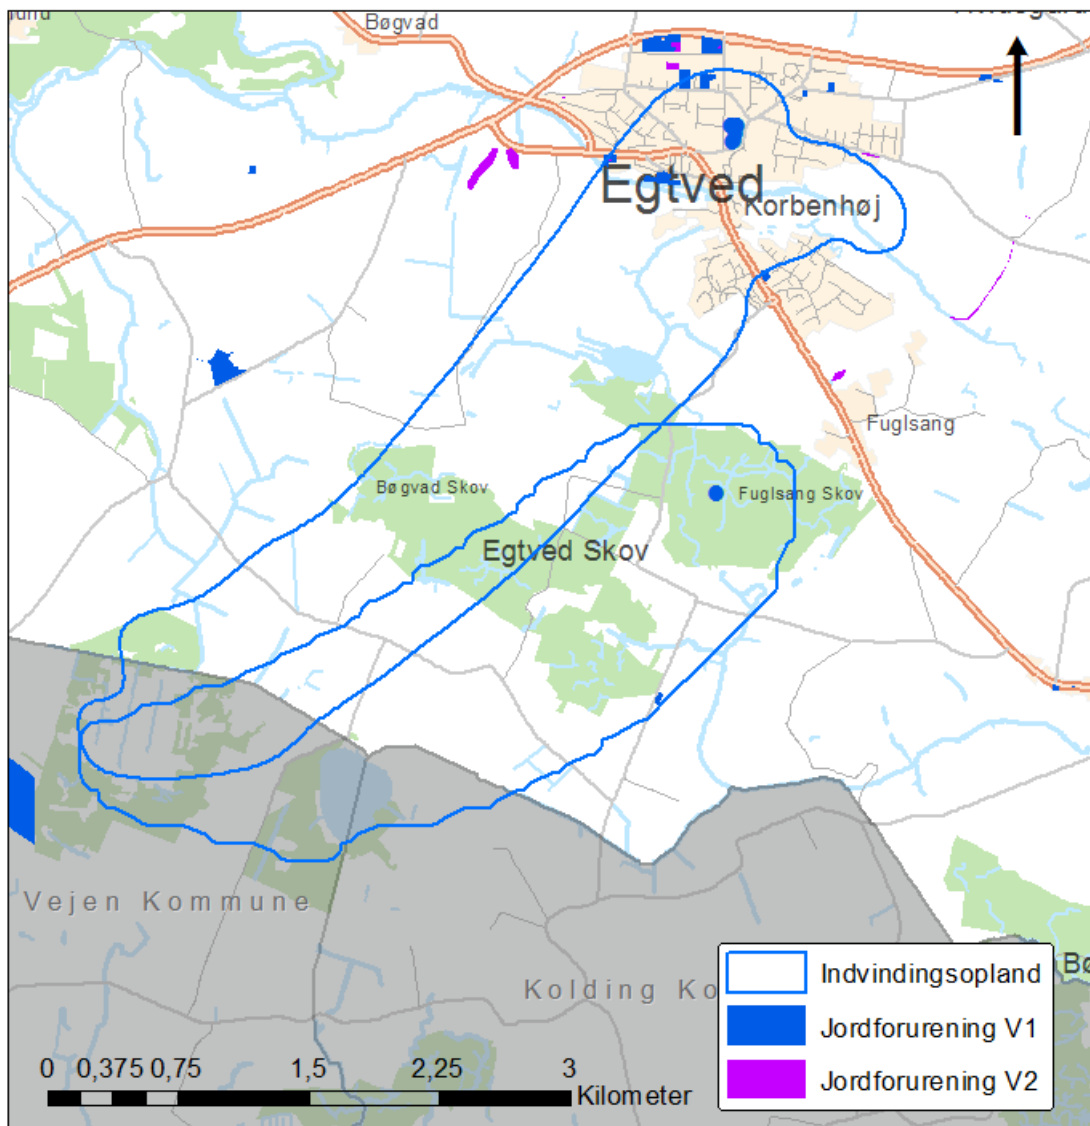 Bøgvad
Egtved
Korbenhøj
Fuglsang
Bøgvad Skov
Fuglsang Skov
Egtved Skov
Vejen Kommune
Kolding Ko
Bø
Indvindingsopland
Jordforurening V1
Jordforurening V2
0 0,375 0,75 1,5 2,25 3
Kilometer